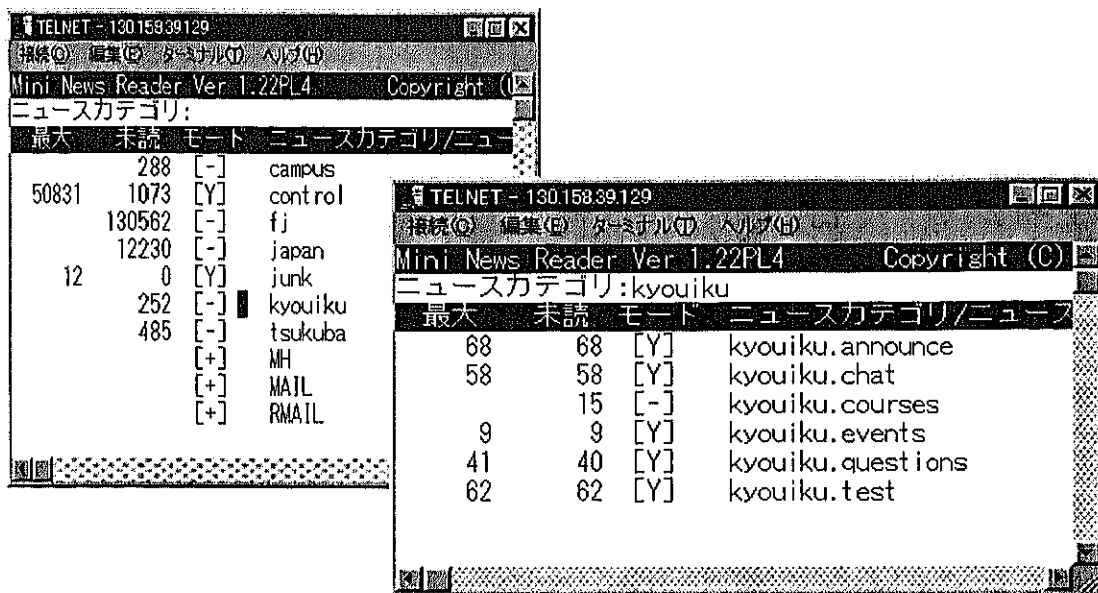 TELNET - 130.158.39.129
接続(C) 編集(E) ターミナル(T) ヘルプ(H)
Mini News Reader Ver 1.22PL4 Copyright (
ニュースカテゴリ:
最大 未読 モード ニュースカテゴリ/ニュー
288 [-] campus
50831 1073 [Y] control
130562 [-] fj
12230 [-] japan
12 0 [Y] junk
252 [-] kyouiku
485 [-] tsukuba
[+] MH
[+] MAIL
[+] RMAIL
TELNET - 130.158.39.129
接続(C) 編集(E) ターミナル(T) ヘルプ(H)
Mini News Reader Ver 1.22PL4 Copyright (C)
ニュースカテゴリ:kyouiku
最大 未読 モード ニュースカテゴリ/ニュース
68 68 [Y] kyouiku.announce
58 58 [Y] kyouiku.chat
15 [-] kyouiku.courses
9 9 [Y] kyouiku.events
41 40 [Y] kyouiku.questions
62 62 [Y] kyouiku.test